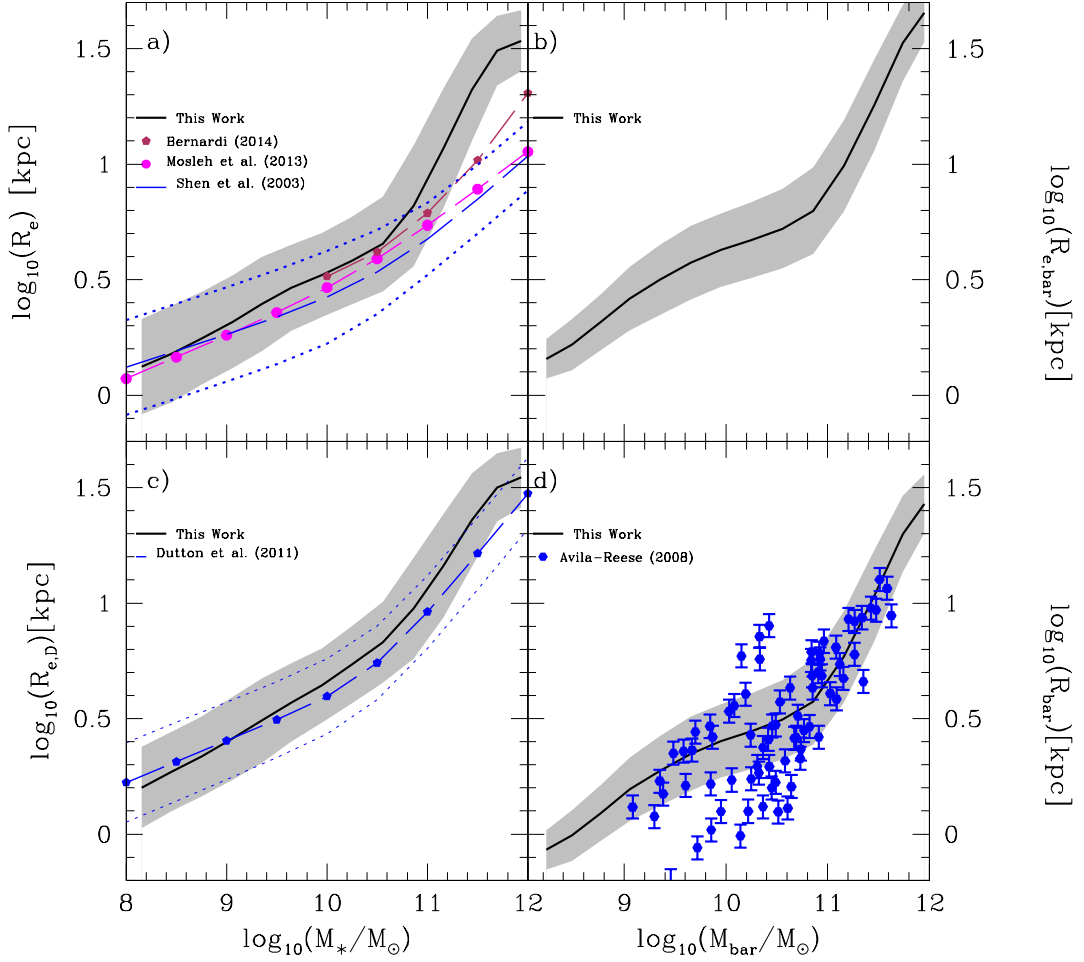 a)
1.5
This Work
Bernardi (2014)
Mosleh et al. (2013)
Shen et al. (2003)
1
0.5
0
log10(Re) [kpc]
b)
This Work
1.5
1
0.5
0
log10(Re,bar)[kpc]
c)
1.5
This Work
Dutton et al. (2011)
1
0.5
0
log10(Re,D)[kpc]
8 9 10 11 12
log10(M*/M⊙)
d)
This Work
Avila-Reese (2008)
1.5
1
0.5
0
log10(Rbar)[kpc]
9 10 11 12
log10(Mbar/M⊙)